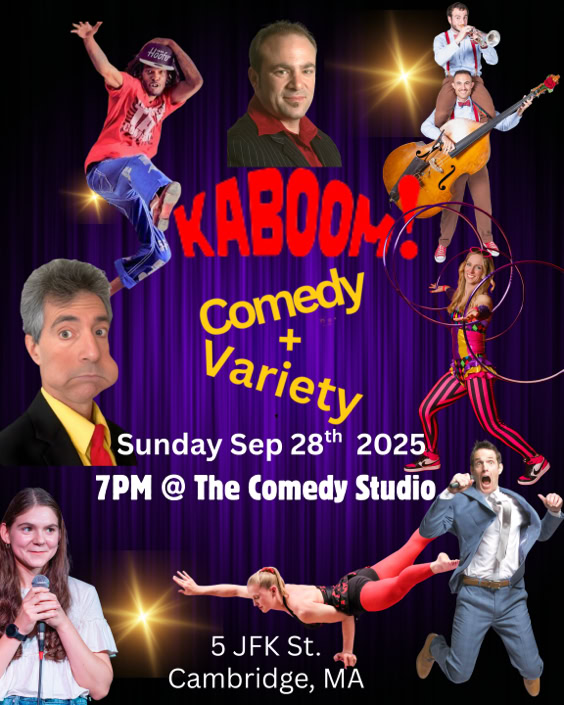 KABOOM!
Comedy
+
Variety
Sunday Sep 28th 2025
7PM @ The Comedy Studio
5 JFK St.
Cambridge, MA